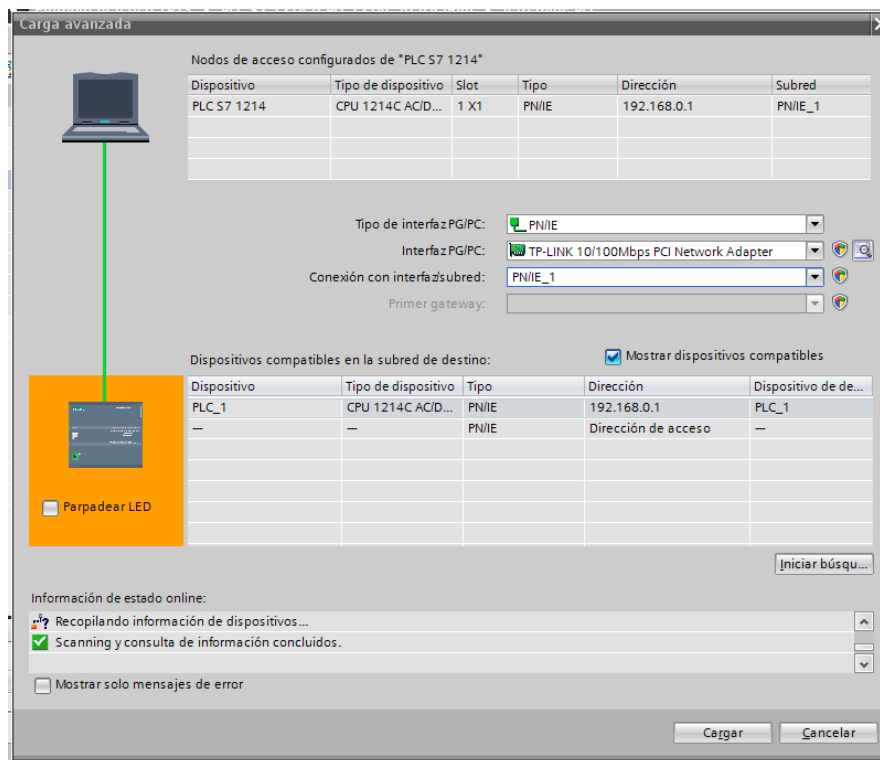 Carga avanzada
Nodos de acceso configurados de "PLC S7 1214"
Dispositivo Tipo de dispositivo Slot Tipo Dirección Subred
PLC S7 1214 CPU 1214C AC/D... 1 X1 PN/IE 192.168.0.1 PN/IE_1
Tipo de interfaz PG/PC: PN/IE
Interfaz PG/PC: TP-LINK 10/100Mbps PCI Network Adapter
Conexión con interfaz/subred: PN/IE_1
Primer gateway:
Dispositivos compatibles en la subred de destino: Mostrar dispositivos compatibles
Dispositivo Tipo de dispositivo Tipo Dirección Dispositivo de de...
PLC_1 CPU 1214C AC/D... PN/IE 192.168.0.1 PLC_1
— — PN/IE Dirección de acceso —
Parpadear LED
Iniciar búsqu...
Información de estado online:
Recopilando información de dispositivos...
Scanning y consulta de información concluidos.
Mostrar solo mensajes de error
Cargar Cancelar